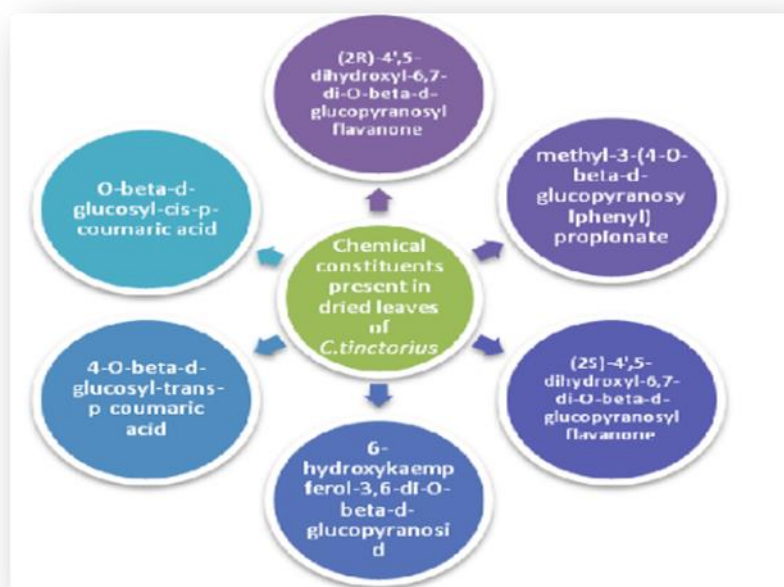 (2R)-4',5-
dihydroxyl-6,7-
di-O-beta-d-
glucopyranosyl
flavanone
methyl-3-(4-O-
beta-d-
glucopyranosy
lphenyl)
propionate
(2S)-4',5-
dihydroxyl-6,7-
di-O-beta-d-
glucopyranosyl
flavanone
6-
hydroxykaemp
ferol-3,6-di-O-
beta-d-
glucopyranosi
d
4-O-beta-d-
glucosyl-trans-
p coumaric
acid
O-beta-d-
glucosyl-cis-p-
coumaric acid
Chemical
constituents
present in
dried leaves
of
C.tinctorius